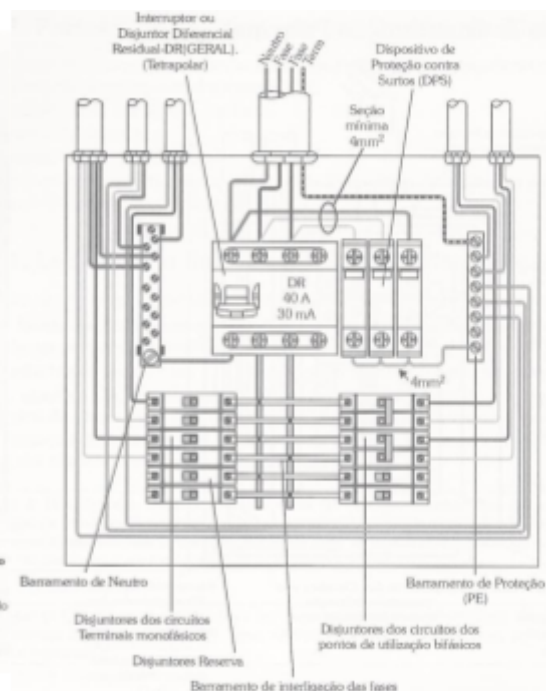 Interruptor ou
Disjuntor Diferencial
Residual-DR(GERAL).
(Tetrapolar)
Neutro
Fase
Fase
Terra
Dispositivo de
Proteção contra
Surtos (DPS)
Seção
mínima
4mm²
DR
40 A
30 mA
4mm²
Barramento de Neutro
Barramento de Proteção
(PE)
Disjuntores dos circuitos
Terminais monofásicos
Disjuntores dos circuitos dos
pontos de utilização bifásicos
Disjuntores Reserva
Barramento de interligação das fases